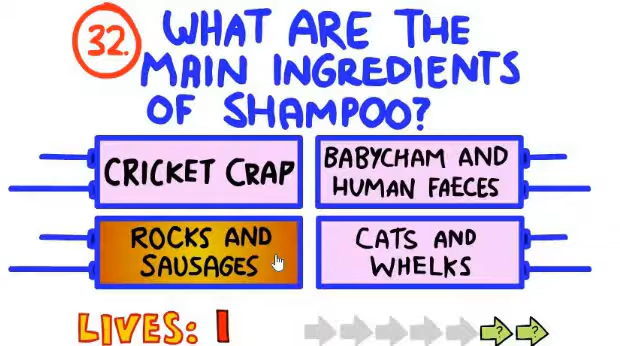 32. WHAT ARE THE
MAIN INGREDIENTS
OF SHAMPOO?
CRICKET CRAP
BABYCHAM AND
HUMAN FAECES
ROCKS AND
SAUSAGES
CATS AND
WHELKS
LIVES: 1
? ?